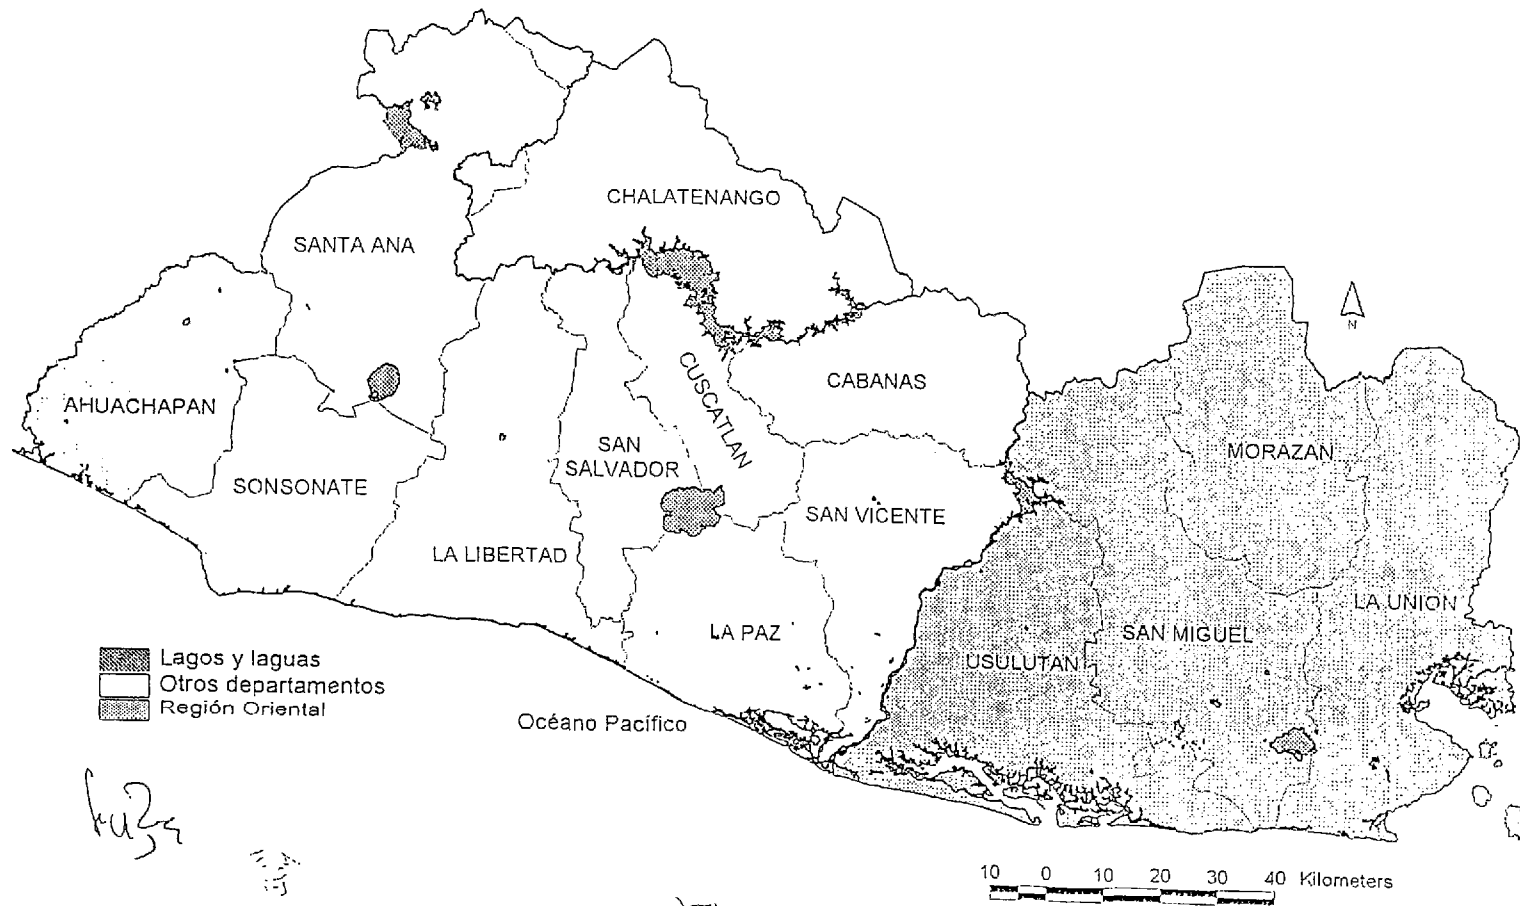 CHALATENANGO
SANTA ANA
N
CABANAS
CUSCATLAN
AHUACHAPAN
SAN
SALVADOR
MORAZAN
SONSONATE
SAN VICENTE
LA LIBERTAD
LA UNION
LA PAZ
SAN MIGUEL
USULUTAN
Lagos y laguas
Otros departamentos
Región Oriental
Océano Pacífico
10 0 10 20 30 40 Kilometers